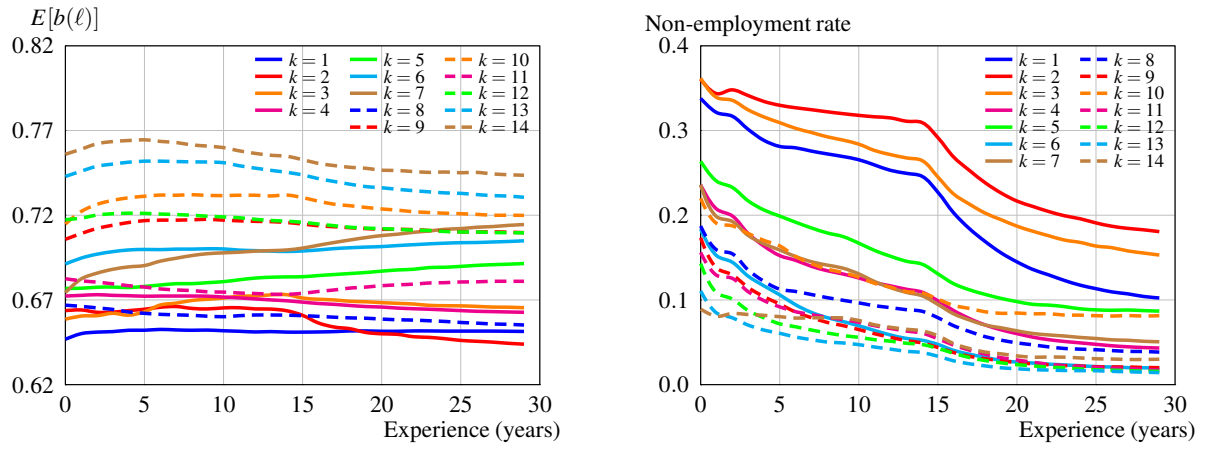 E[b(ℓ)]
0.82
0.77
0.72
0.67
0.62
0 5 10 15 20 25 30
Experience (years)
k = 1
k = 2
k = 3
k = 4
k = 5
k = 6
k = 7
k = 8
k = 9
k = 10
k = 11
k = 12
k = 13
k = 14
Non-employment rate
0.4
0.3
0.2
0.1
0.0
0 5 10 15 20 25 30
Experience (years)
k = 1
k = 2
k = 3
k = 4
k = 5
k = 6
k = 7
k = 8
k = 9
k = 10
k = 11
k = 12
k = 13
k = 14